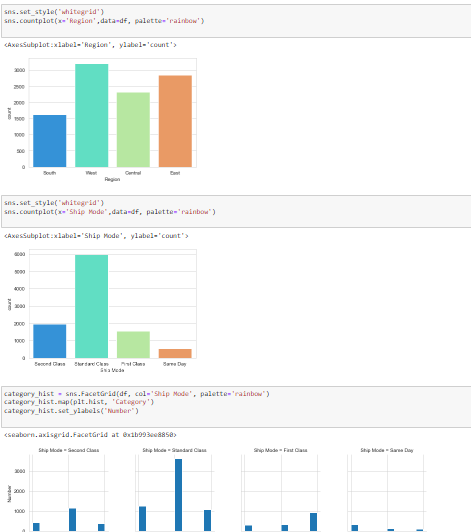 sns.set_style('whitegrid')
sns.countplot(x='Region',data=df, palette='rainbow')
<AxesSubplot:xlabel='Region', ylabel='count'>
3000
2500
2000
1500
1000
500
0
count
South West Central East
Region
sns.set_style('whitegrid')
sns.countplot(x='Ship Mode',data=df, palette='rainbow')
<AxesSubplot:xlabel='Ship Mode', ylabel='count'>
6000
5000
4000
3000
2000
1000
0
count
Second Class Standard Class First Class Same Day
Ship Mode
category_hist = sns.FacetGrid(df, col='Ship Mode', palette='rainbow')
category_hist.map(plt.hist, 'Category')
category_hist.set_ylabels('Number')
<seaborn.axisgrid.FacetGrid at 0x1b993ee8850>
Ship Mode = Second Class Ship Mode = Standard Class Ship Mode = First Class Ship Mode = Same Day
3000
2000
1000
0
Number